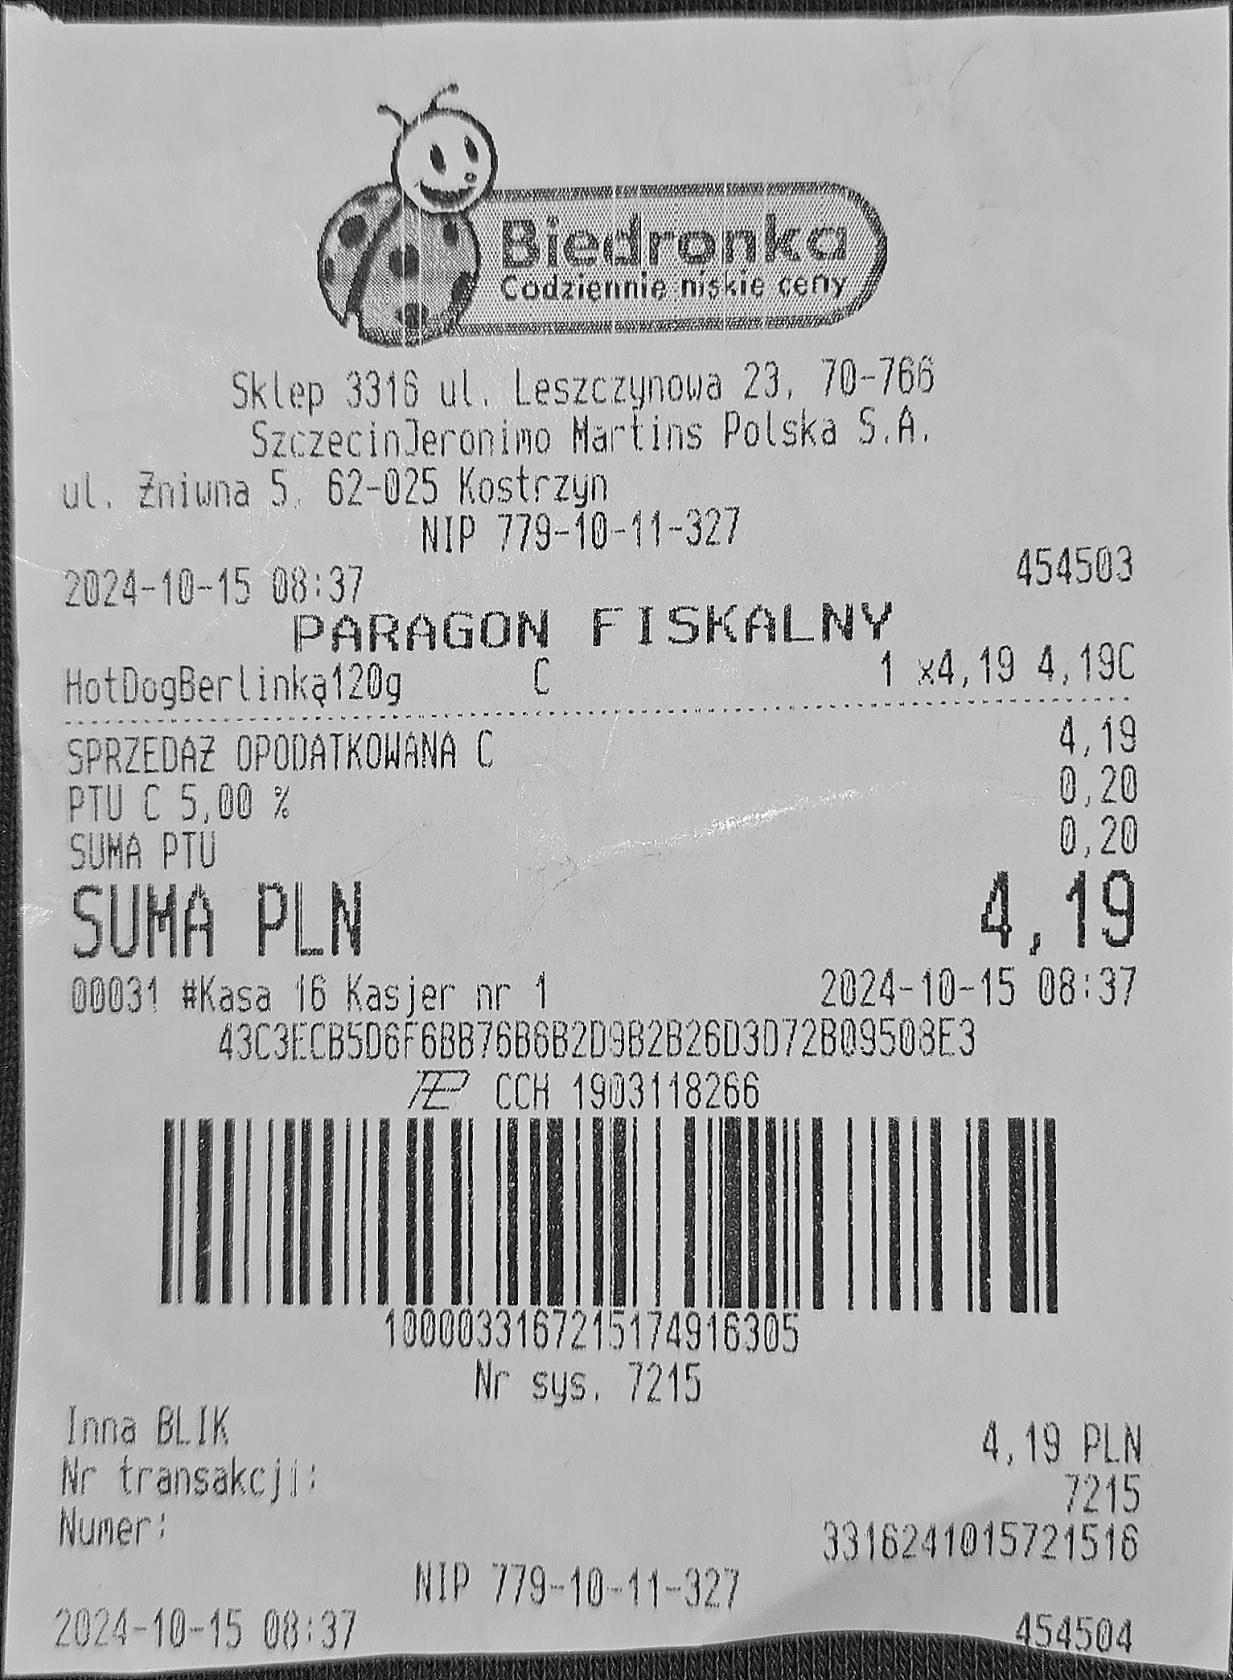 Biedronka
Codziennie niskie ceny
Sklep 3316 ul. Leszczynowa 23, 70-766
SzczecinJeronimo Martins Polska S.A.
ul. Żniwna 5, 62-025 Kostrzyn
NIP 779-10-11-327
2024-10-15 08:37 454503
PARAGON FISKALNY
HotDogBerlinką120g C 1 x4,19 4,19C
SPRZEDAŻ OPODATKOWANA C 4,19
PTU C 5,00 % 0,20
SUMA PTU 0,20
SUMA PLN 4,19
00031 #Kasa 16 Kasjer nr 1 2024-10-15 08:37
43C3ECB5D6F6BB76B6B2D9B2B26D3D72B09508E3
CCH 1903118266
1000033167215174916305
Nr sys. 7215
Inna BLIK 4,19 PLN
Nr transakcji: 7215
Numer: 3316241015721516
NIP 779-10-11-327
2024-10-15 08:37 454504